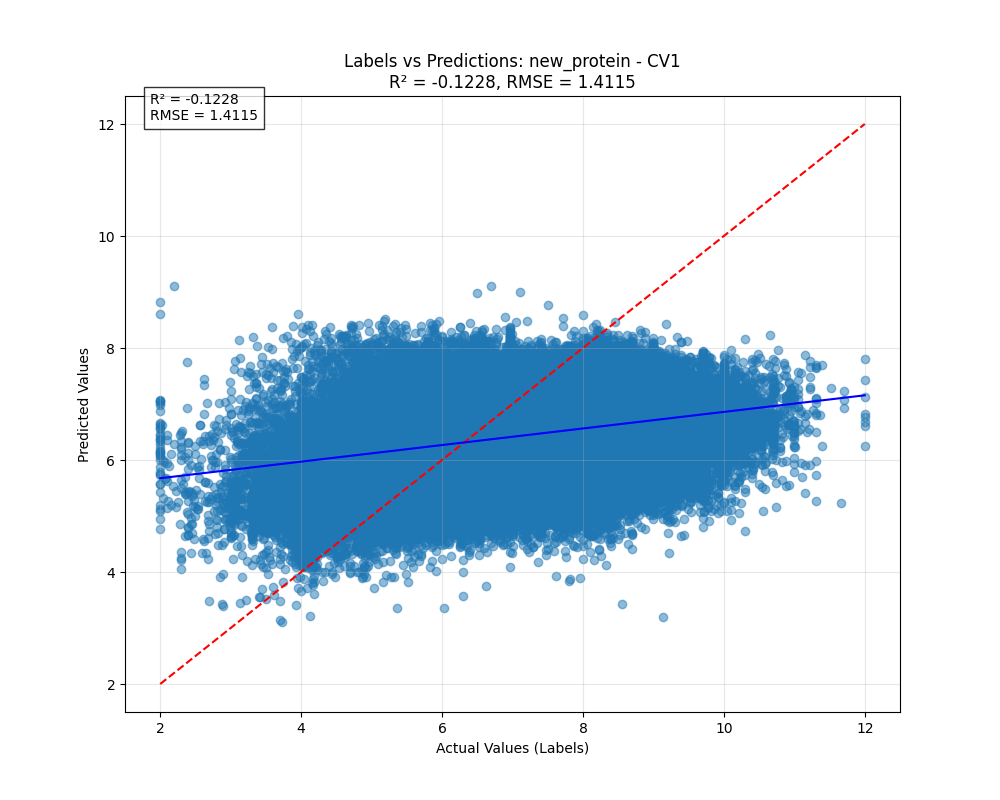 Labels vs Predictions: new_protein - CV1
R² = -0.1228, RMSE = 1.4115
R² = -0.1228
RMSE = 1.4115
12
10
8
6
4
2
Predicted Values
2 4 6 8 10 12
Actual Values (Labels)